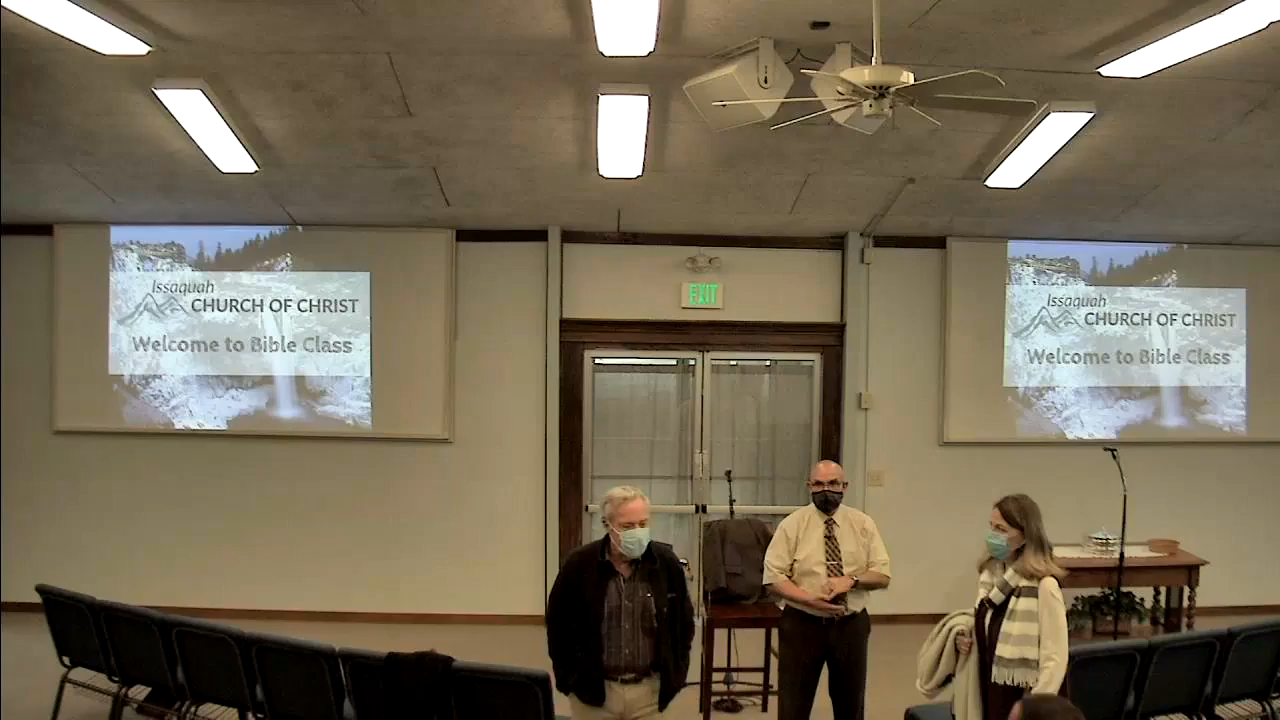 Issaquah
CHURCH OF CHRIST
Welcome to Bible Class
EXIT
Issaquah
CHURCH OF CHRIST
Welcome to Bible Class